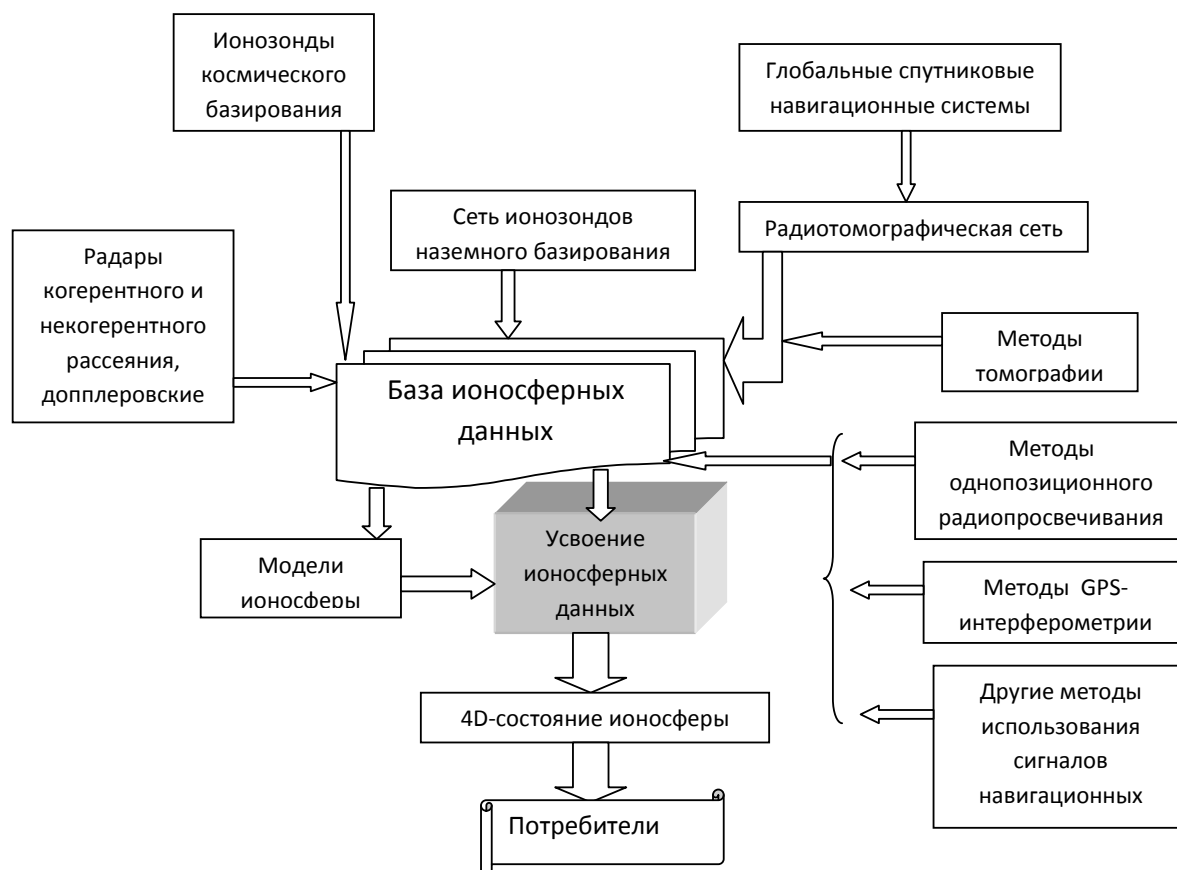 Ионозонды
космического
базирования
Глобальные спутниковые
навигационные системы
Сеть ионозондов
наземного базирования
Радиотомографическая сеть
Радары
когерентного и
некогерентного
рассеяния,
допплеровские
Методы
томографии
База ионосферных
данных
Методы
однопозиционного
радиопросвечивания
Усвоение
ионосферных
данных
Модели
ионосферы
Методы GPS-
интерферометрии
4D-состояние ионосферы
Другие методы
использования
сигналов
навигационных
Потребители